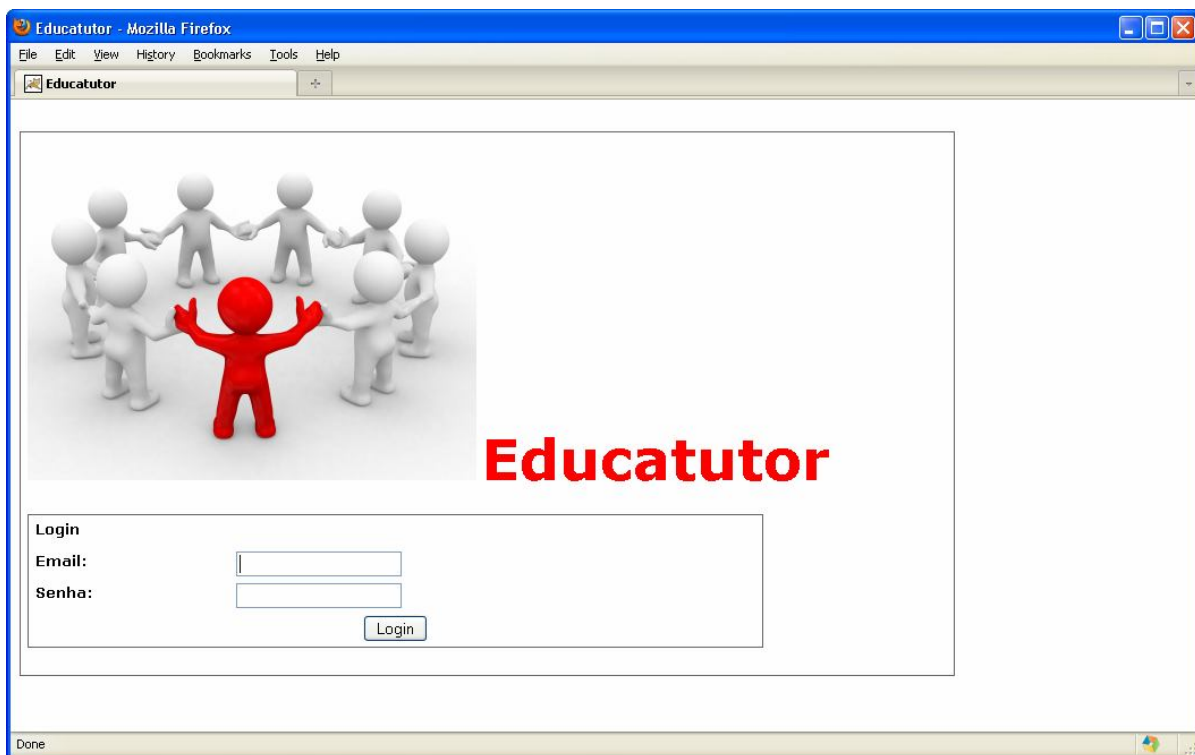 Educatutor - Mozilla Firefox
File Edit View History Bookmarks Tools Help
Educatutor
Educatutor
Login
Email:
Senha:
Login
Done